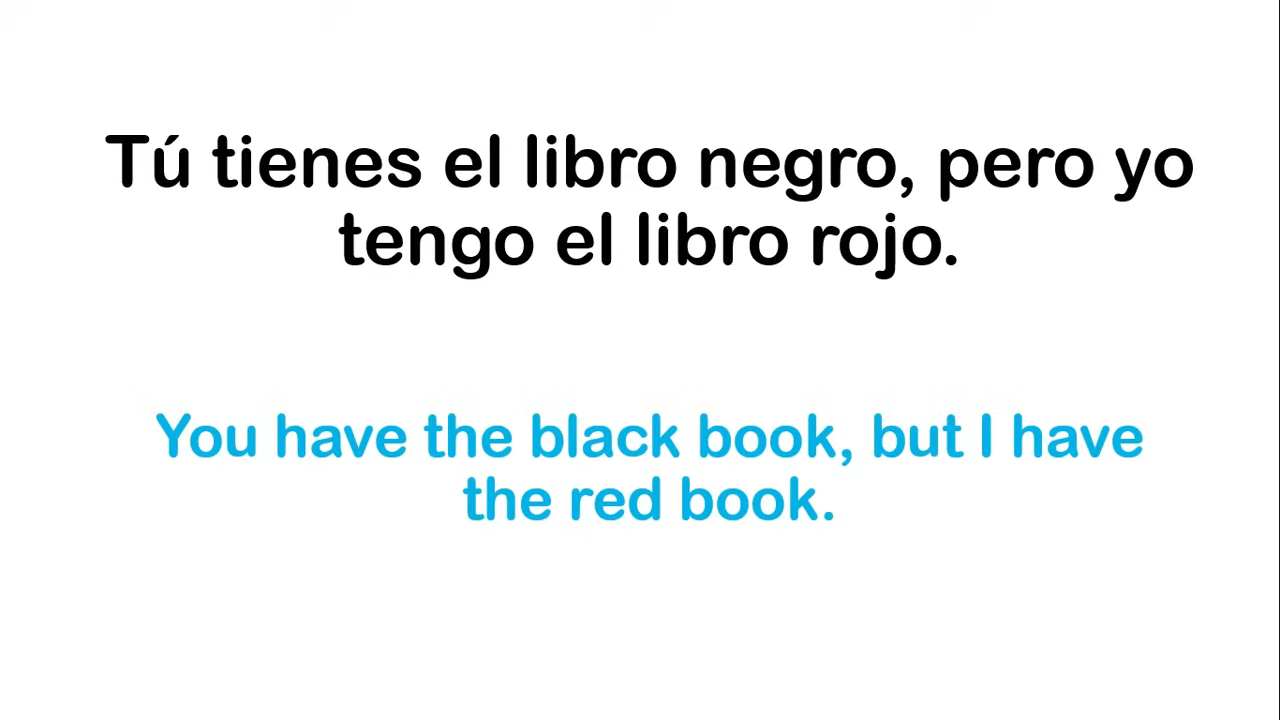 Tú tienes el libro negro, pero yo
tengo el libro rojo.
You have the black book, but I have
the red book.